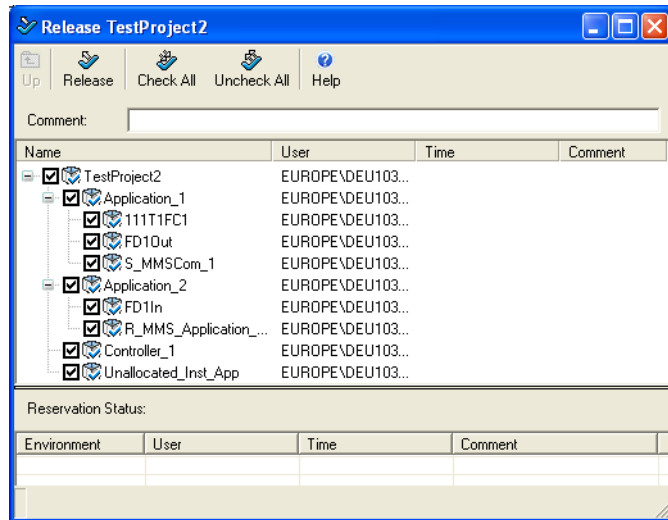 Release TestProject2
Up Release Check All Uncheck All Help
Comment:
Name User Time Comment
TestProject2 EUROPE\DEU103...
Application_1 EUROPE\DEU103...
111T1FC1 EUROPE\DEU103...
FD1Out EUROPE\DEU103...
S_MMSCom_1 EUROPE\DEU103...
Application_2 EUROPE\DEU103...
FD1In EUROPE\DEU103...
R_MMS_Application_... EUROPE\DEU103...
Controller_1 EUROPE\DEU103...
Unallocated_Inst_App EUROPE\DEU103...
Reservation Status:
Environment User Time Comment